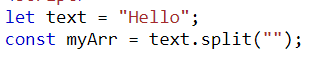 let text = "Hello";
const myArr = text.split("");